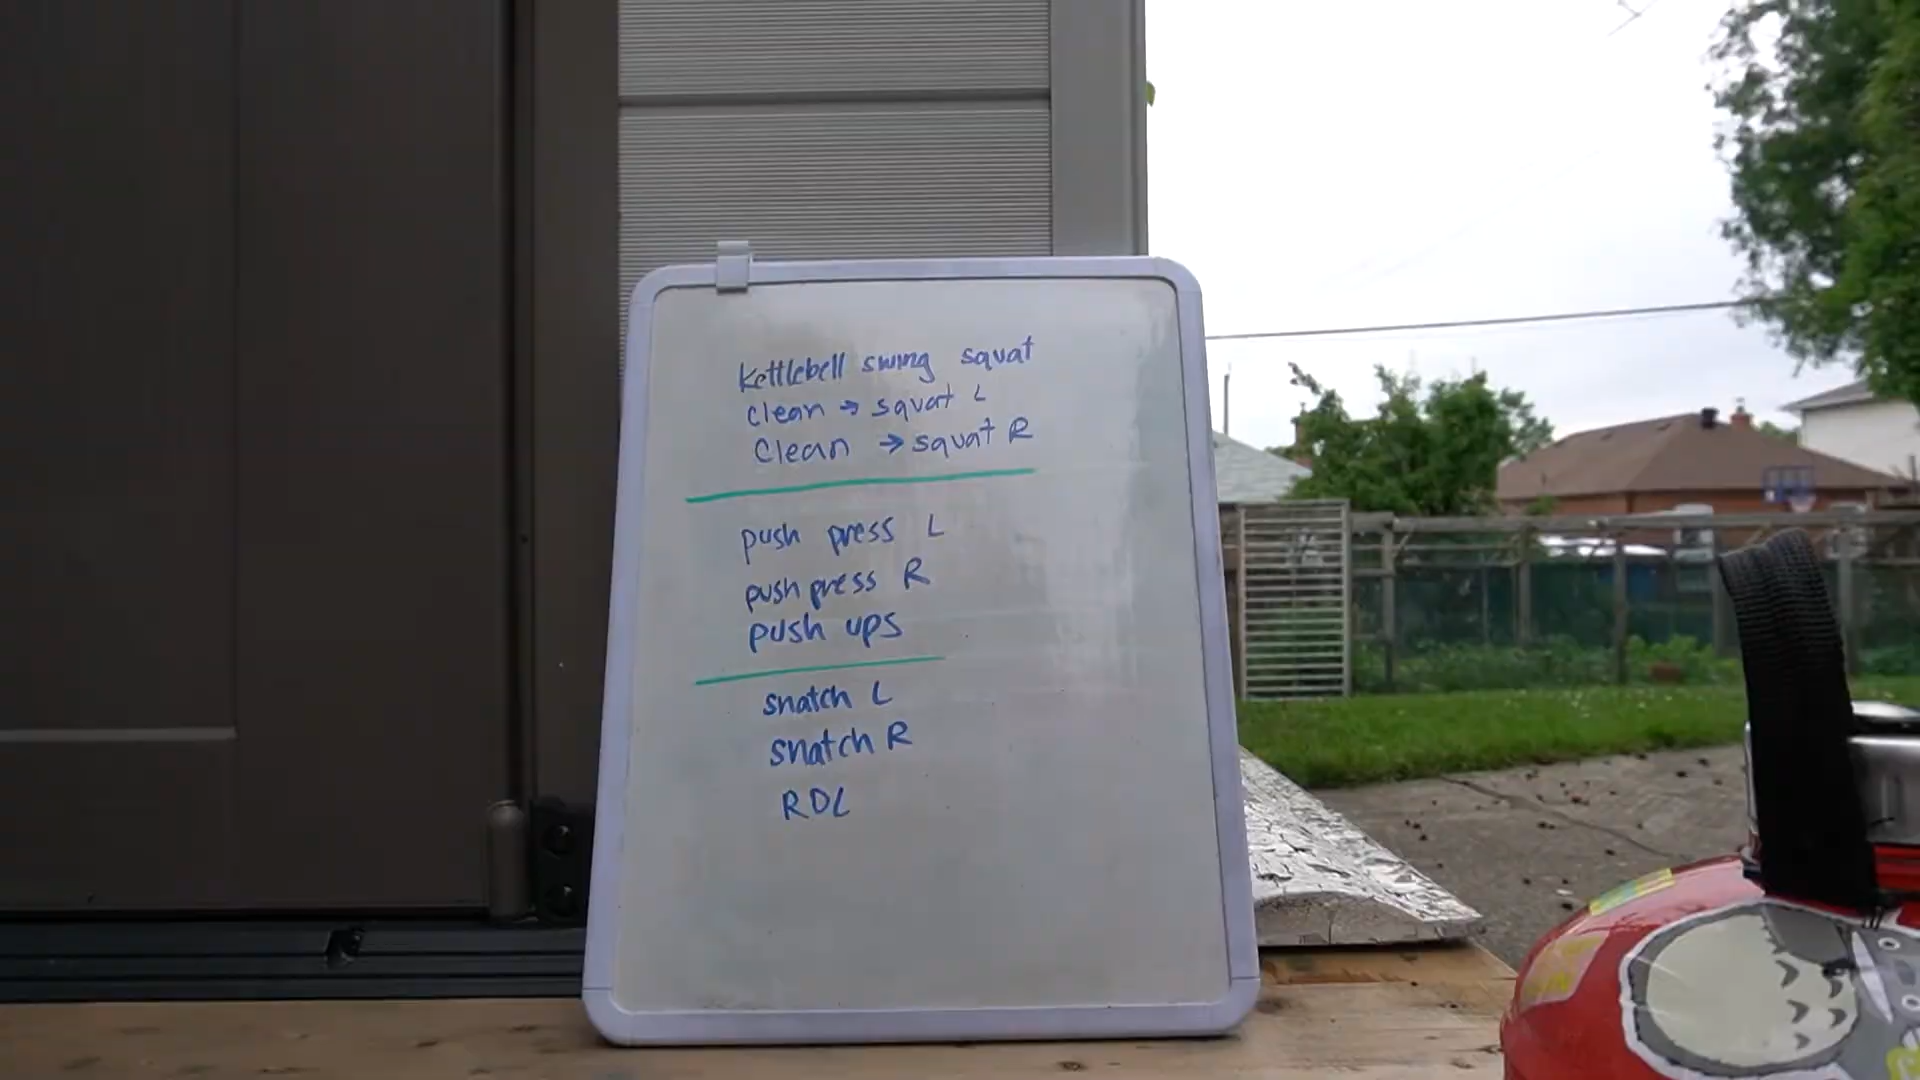 kettlebell swing squat
clean → squat L
Clean → squat R
push press L
push press R
push ups
snatch L
snatch R
RDL